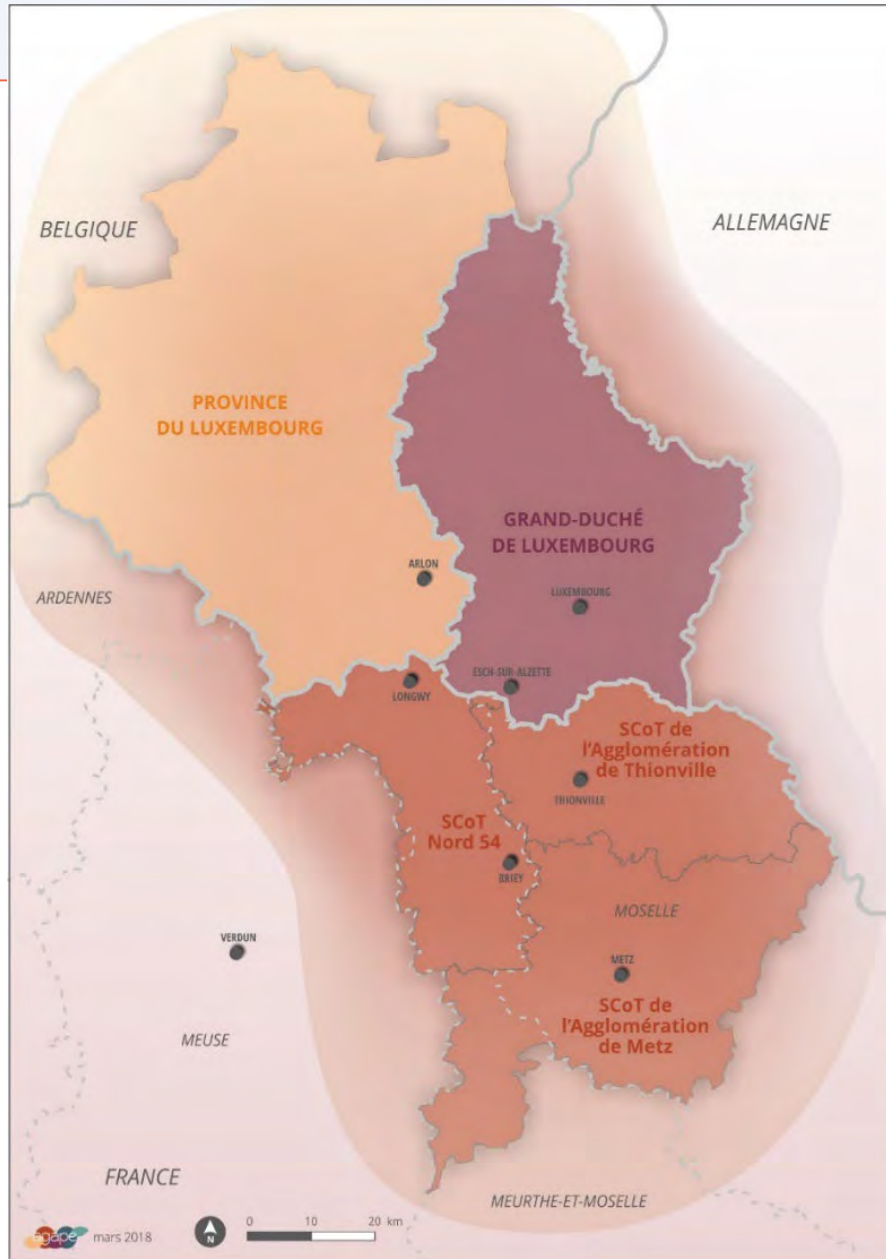 BELGIQUE
ALLEMAGNE
PROVINCE
DU LUXEMBOURG
GRAND-DUCHÉ
DE LUXEMBOURG
ARLON
LUXEMBOURG
ARDENNES
ESCH-SUR-ALZETTE
LONGWY
SCoT de
l'Agglomération
de Thionville
THIONVILLE
SCoT
Nord 54
BRIEY
MOSELLE
VERDUN
METZ
SCoT de
l'Agglomération
de Metz
MEUSE
FRANCE
MEURTHE-ET-MOSELLE
agape mars 2018
N
0 10 20 km